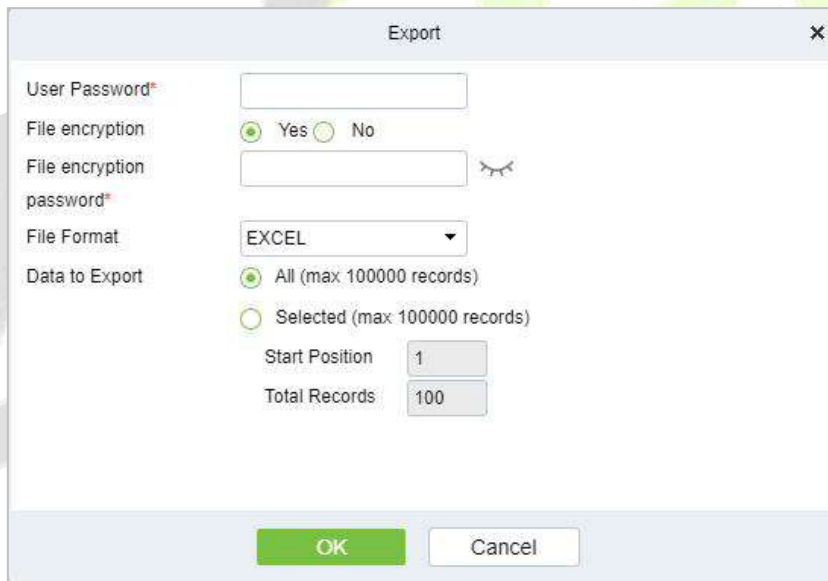 Export
User Password*
File encryption Yes No
File encryption
password*
File Format EXCEL
Data to Export All (max 100000 records)
Selected (max 100000 records)
Start Position 1
Total Records 100
OK Cancel